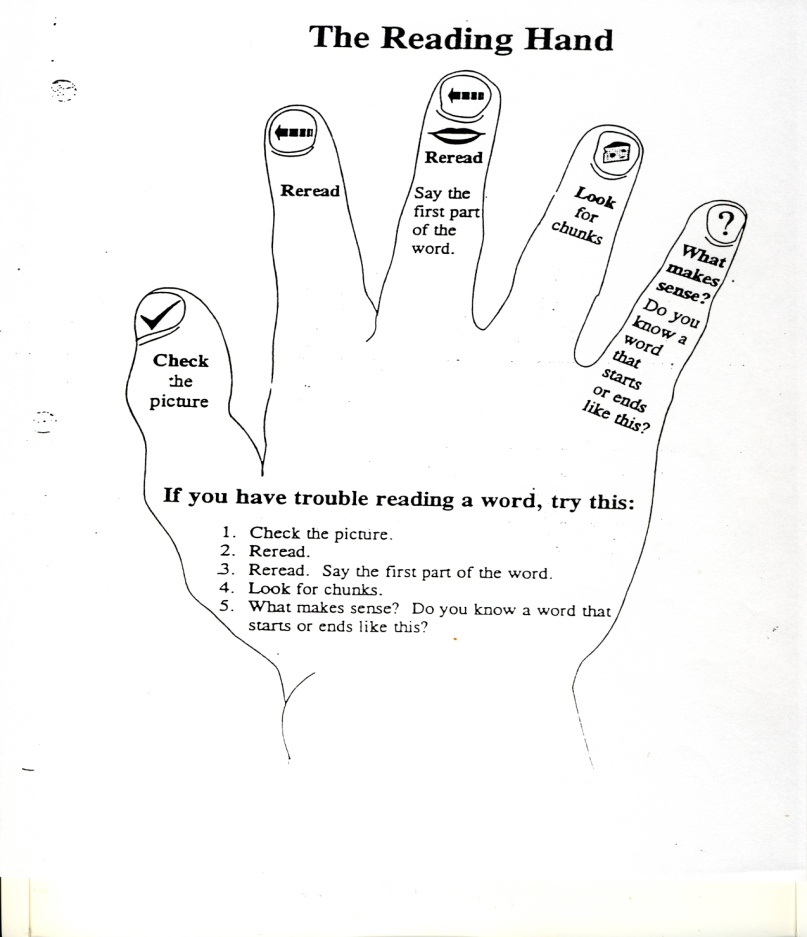 The Reading Hand
Check
the
picture
Reread
Reread
Say the
first part
of the
word.
Look
for
chunks
?
What
makes
sense?
Do you
know a
word
that
starts
or ends
like this?
If you have trouble reading a word, try this:
1. Check the picture.
2. Reread.
3. Reread. Say the first part of the word.
4. Look for chunks.
5. What makes sense? Do you know a word that
starts or ends like this?